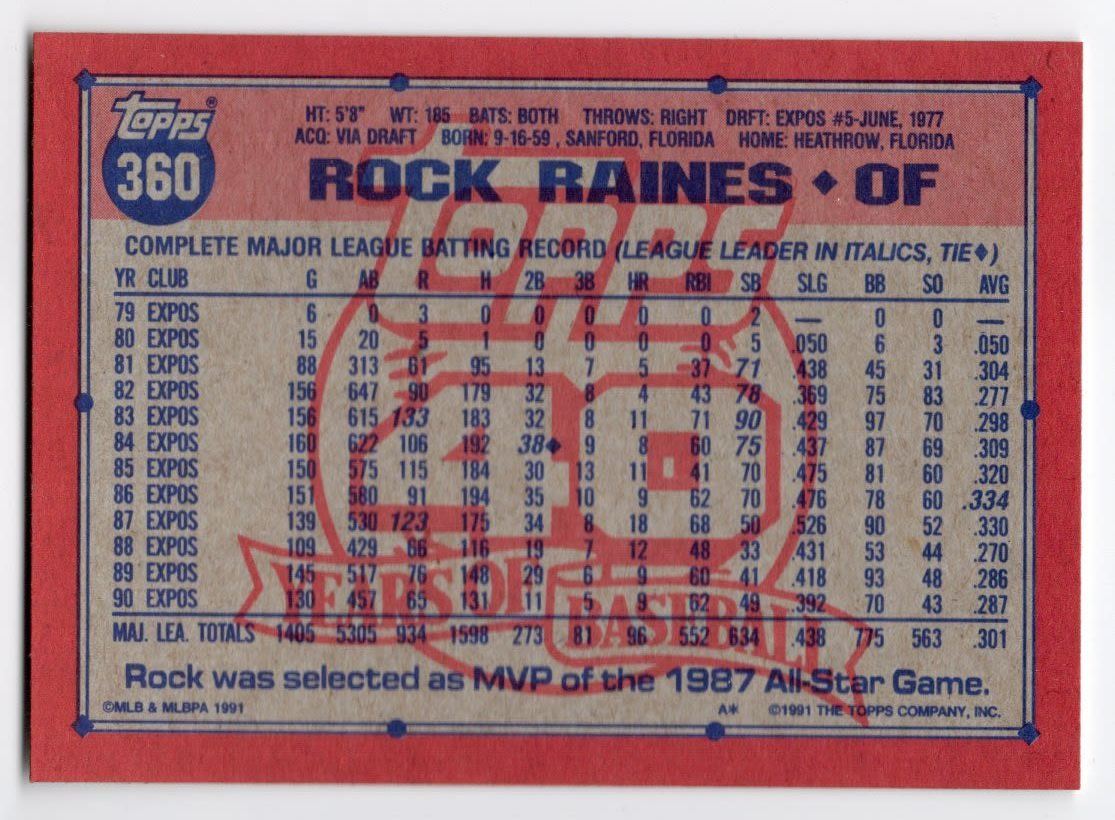 Topps®
360
HT: 5'8" WT: 185 BATS: BOTH THROWS: RIGHT DRFT: EXPOS #5-JUNE, 1977
ACQ: VIA DRAFT BORN: 9-16-59 , SANFORD, FLORIDA HOME: HEATHROW, FLORIDA
ROCK RAINES ♦ OF
COMPLETE MAJOR LEAGUE BATTING RECORD (LEAGUE LEADER IN ITALICS, TIE♦)
YR CLUB G AB R H 2B 3B HR RBI SB SLG BB SO AVG
79 EXPOS 6 0 3 0 0 0 0 0 2 — 0 0 —
80 EXPOS 15 20 5 1 0 0 0 0 5 .050 6 3 .050
81 EXPOS 88 313 61 95 13 7 5 37 71 .438 45 31 .304
82 EXPOS 156 647 90 179 32 8 4 43 78 .369 75 83 .277
83 EXPOS 156 615 133 183 32 8 11 71 90 .429 97 70 .298
84 EXPOS 160 622 106 192 38♦ 9 8 60 75 .437 87 69 .309
85 EXPOS 150 575 115 184 30 13 11 41 70 .475 81 60 .320
86 EXPOS 151 580 91 194 35 10 9 62 70 .476 78 60 .334
87 EXPOS 139 530 123 175 34 8 18 68 50 .526 90 52 .330
88 EXPOS 109 429 66 116 19 7 12 48 33 .431 53 44 .270
89 EXPOS 145 517 76 148 29 6 9 60 41 .418 93 48 .286
90 EXPOS 130 457 65 131 11 5 9 62 49 .392 70 43 .287
MAJ. LEA. TOTALS 1405 5305 934 1598 273 81 96 552 634 .438 775 563 .301
Topps
40
YEARS OF BASEBALL
Rock was selected as MVP of the 1987 All-Star Game.
©MLB & MLBPA 1991 A* ©1991 THE TOPPS COMPANY, INC.